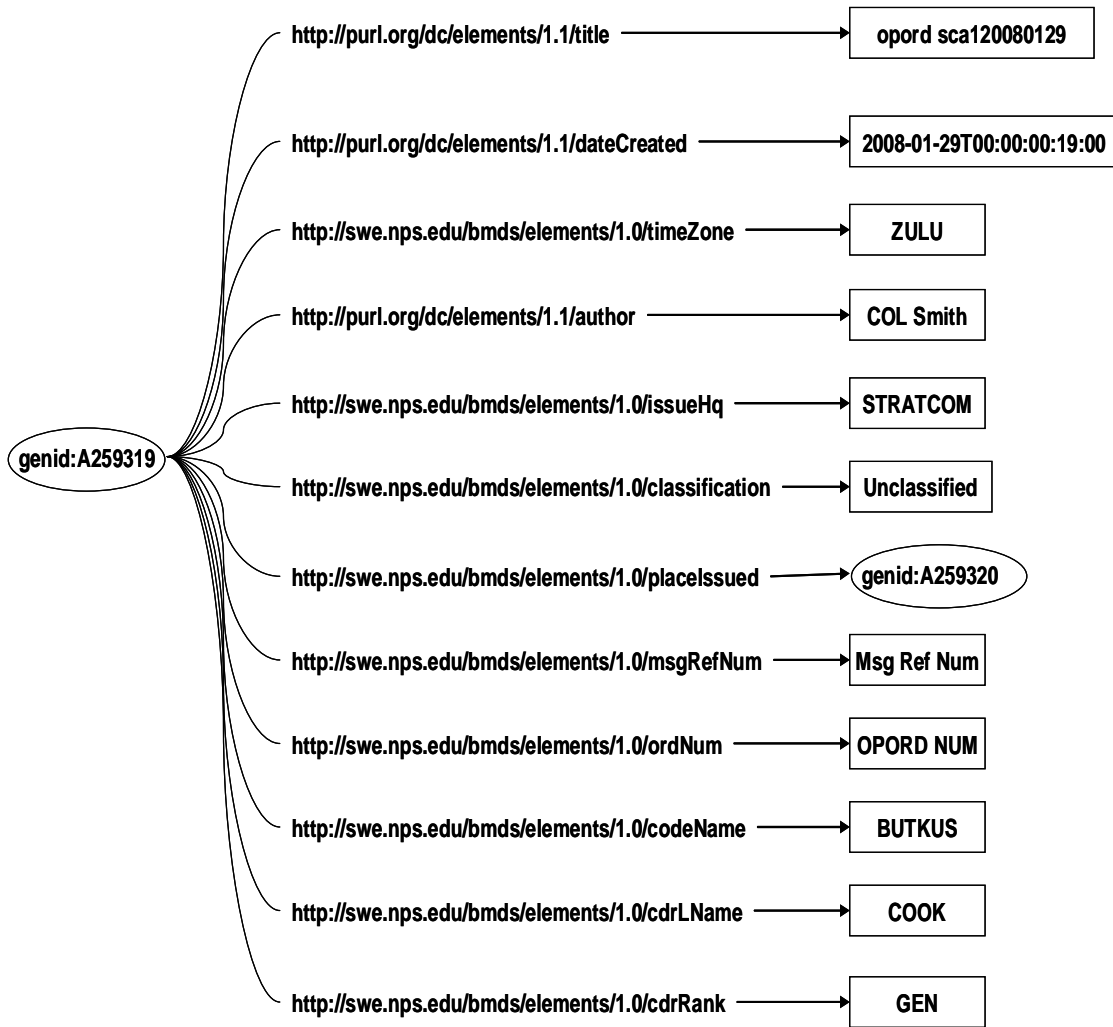 http://purl.org/dc/elements/1.1/title opord sca120080129
http://purl.org/dc/elements/1.1/dateCreated 2008-01-29T00:00:00:19:00
http://swe.nps.edu/bmds/elements/1.0/timeZone ZULU
http://purl.org/dc/elements/1.1/author COL Smith
http://swe.nps.edu/bmds/elements/1.0/issueHq STRATCOM
genid:A259319
http://swe.nps.edu/bmds/elements/1.0/classification Unclassified
http://swe.nps.edu/bmds/elements/1.0/placeIssued genid:A259320
http://swe.nps.edu/bmds/elements/1.0/msgRefNum Msg Ref Num
http://swe.nps.edu/bmds/elements/1.0/ordNum OPORD NUM
http://swe.nps.edu/bmds/elements/1.0/codeName BUTKUS
http://swe.nps.edu/bmds/elements/1.0/cdrLName COOK
http://swe.nps.edu/bmds/elements/1.0/cdrRank GEN